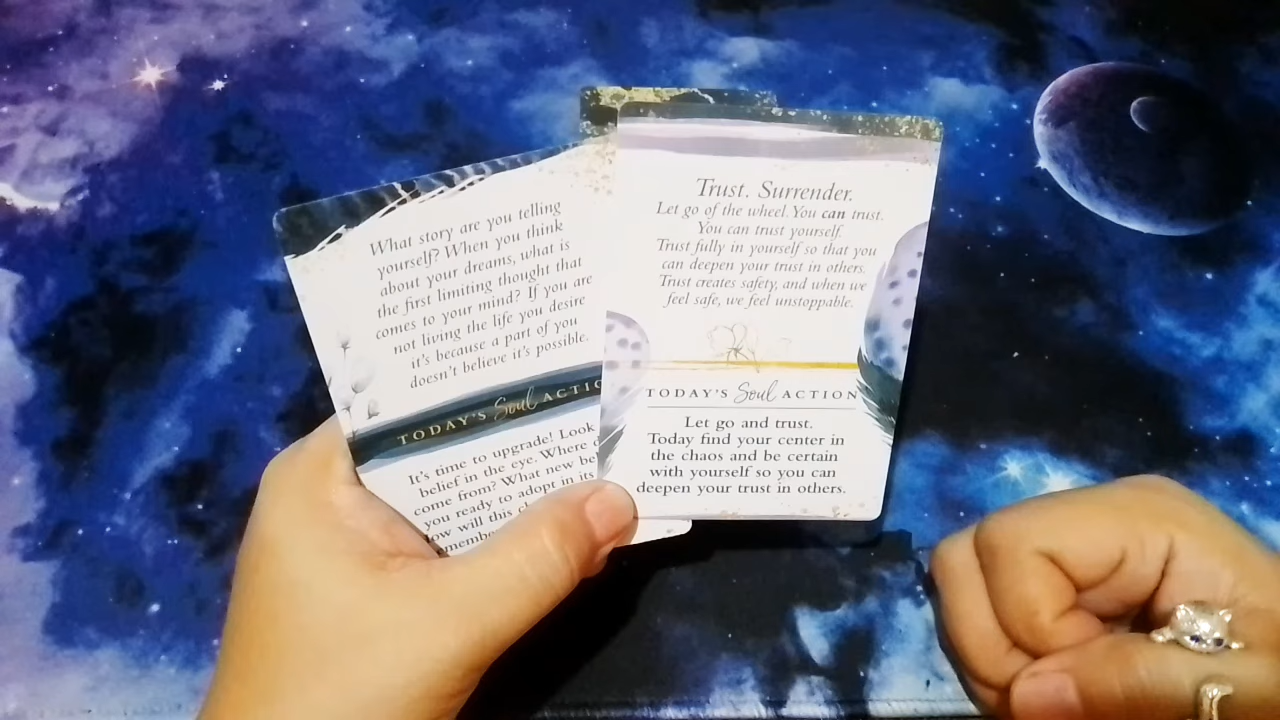 What story are you telling
yourself? When you think
about your dreams, what is
the first limiting thought that
comes to your mind? If you are
not living the life you desire
it's because a part of you
doesn't believe it's possible.
TODAY'S Soul ACTIO
It's time to upgrade! Look
belief in the eye. Where
come from? What new
you ready to adopt in its
will this
Trust. Surrender.
Let go of the wheel. You can trust.
You can trust yourself.
Trust fully in yourself so that you
can deepen your trust in others.
Trust creates safety, and when we
feel safe, we feel unstoppable.
TODAY'S Soul ACTION
Let go and trust.
Today find your center in
the chaos and be certain
with yourself so you can
deepen your trust in others.